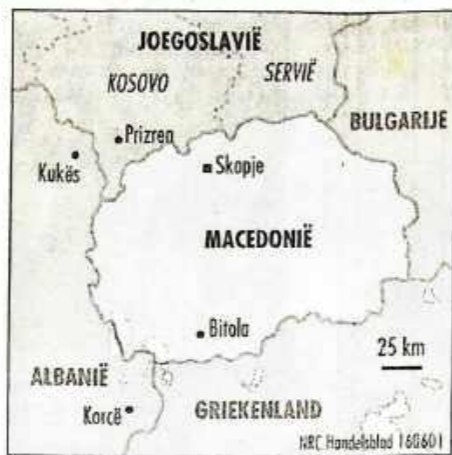 JOEGOSLAVIË
KOSOVO
SERVIË
BULGARIJE
Prizren
Kukës
Skopje
MACEDONIË
Bitola
25 km
ALBANIË
Korcë
GRIEKENLAND
NRC Handelsblad 160601